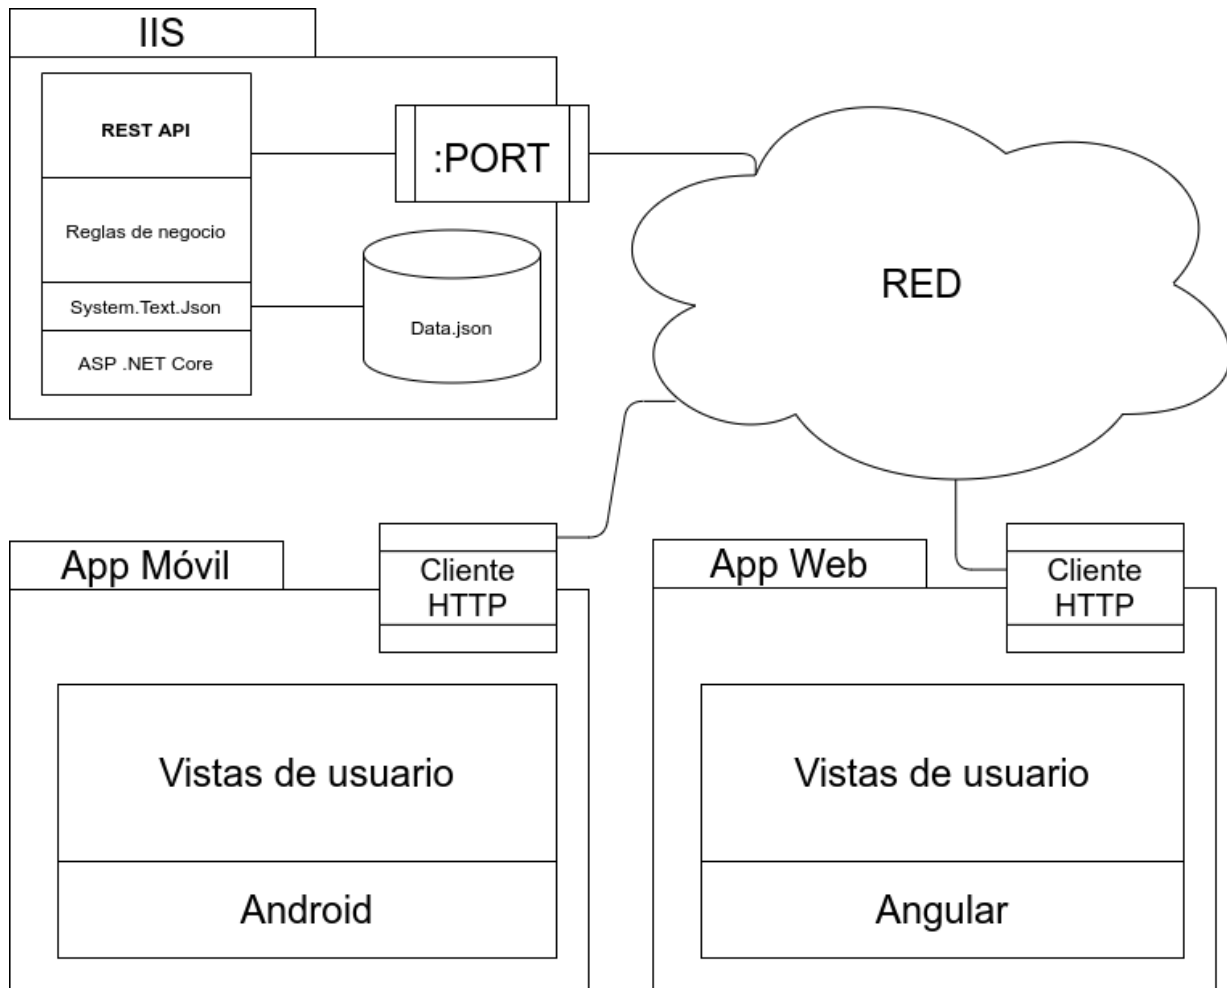 IIS
REST API
:PORT
Reglas de negocio
System.Text.Json
Data.json
ASP .NET Core
RED
App Móvil
Cliente
HTTP
Vistas de usuario
Android
App Web
Cliente
HTTP
Vistas de usuario
Angular